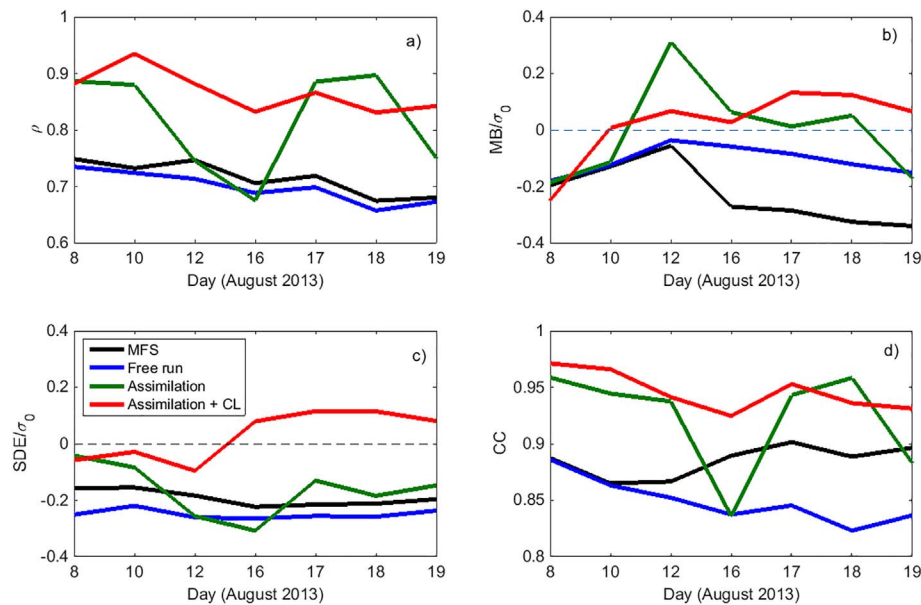 1
0.9
0.8
0.7
0.6
ρ
a)
8 10 12 16 17 18 19
Day (August 2013)
0.4
0.2
0
-0.2
-0.4
MB/σ0
b)
8 10 12 16 17 18 19
Day (August 2013)
0.4
0.2
0
-0.2
-0.4
SDE/σ0
MFS
Free run
Assimilation
Assimilation + CL
c)
8 10 12 16 17 18 19
Day (August 2013)
1
0.95
0.9
0.85
0.8
CC
d)
8 10 12 16 17 18 19
Day (August 2013)